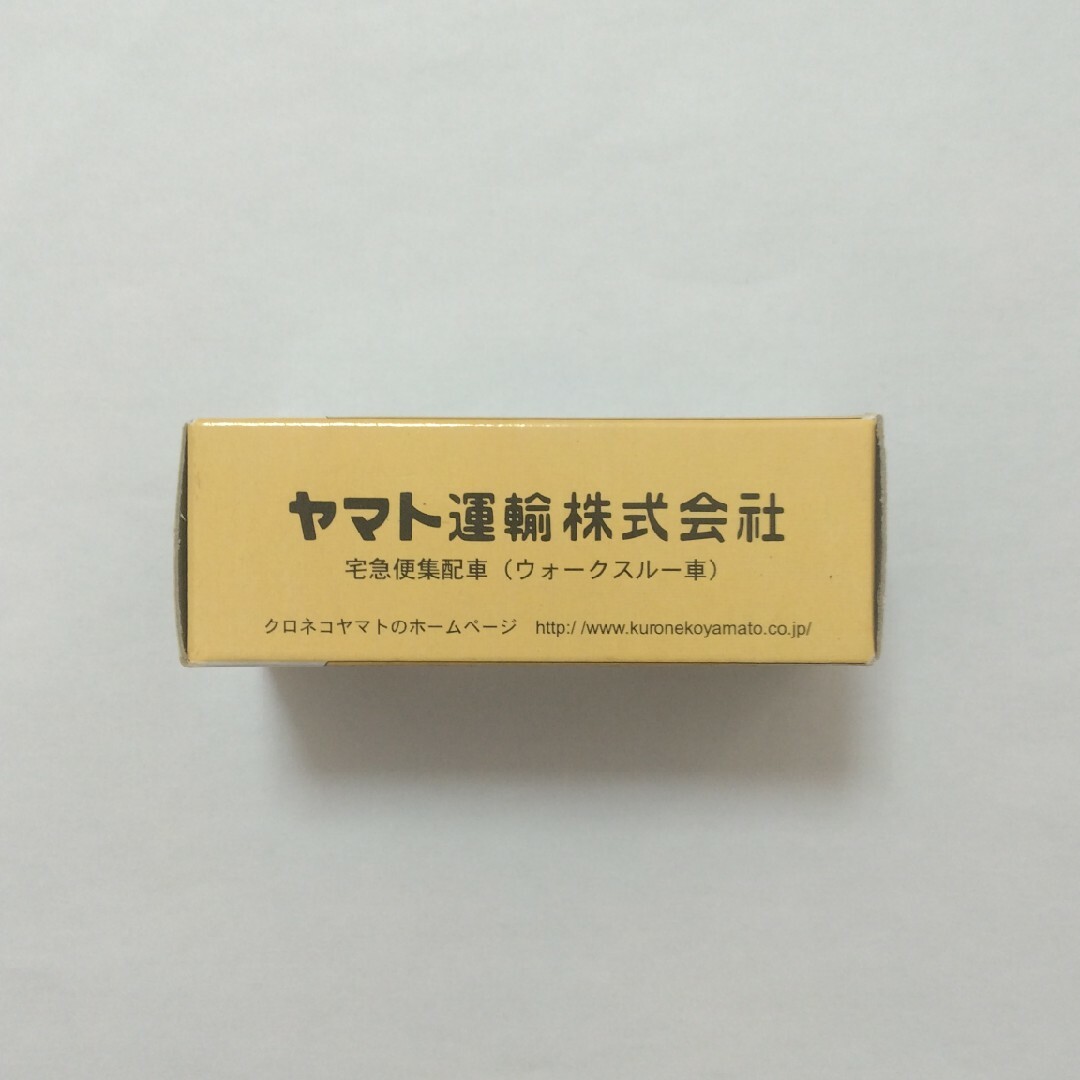 ヤマト運輸株式会社
宅急便集配車（ウォークスルー車）
クロネコヤマトのホームページ http://www.kuronekoyamato.co.jp/